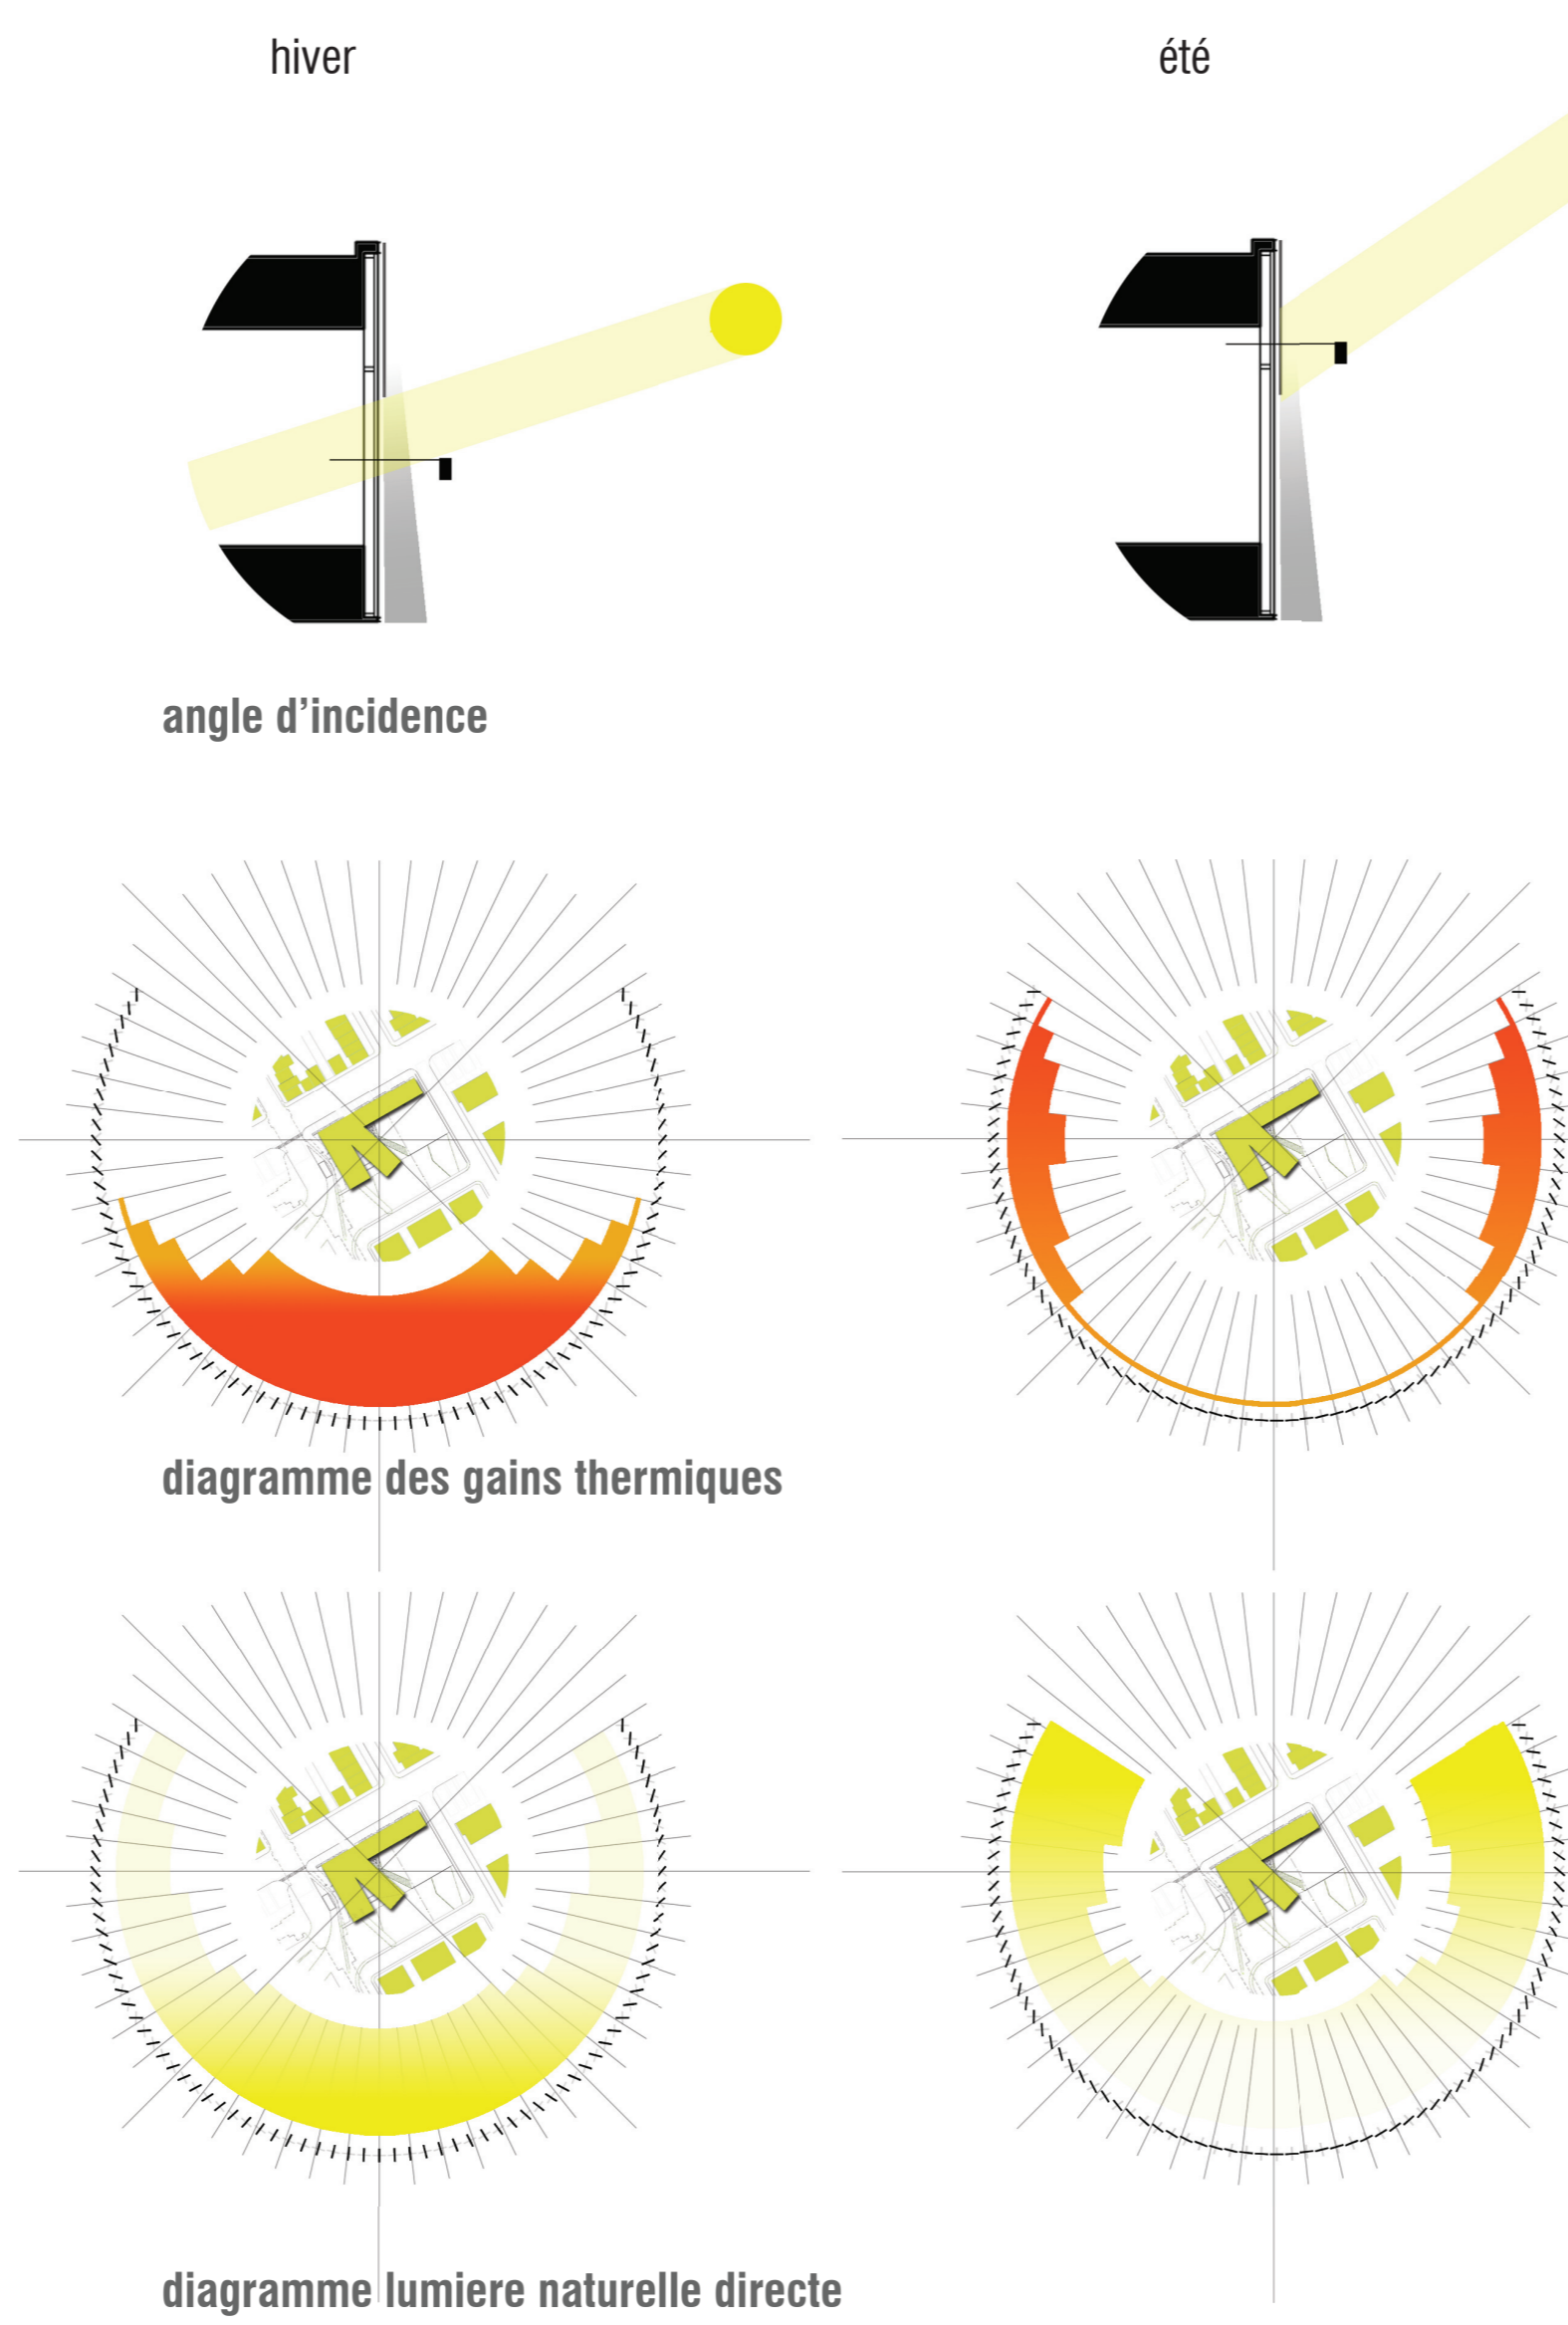 hiver
été
angle d’incidence
diagramme des gains thermiques
diagramme lumiere naturelle directe